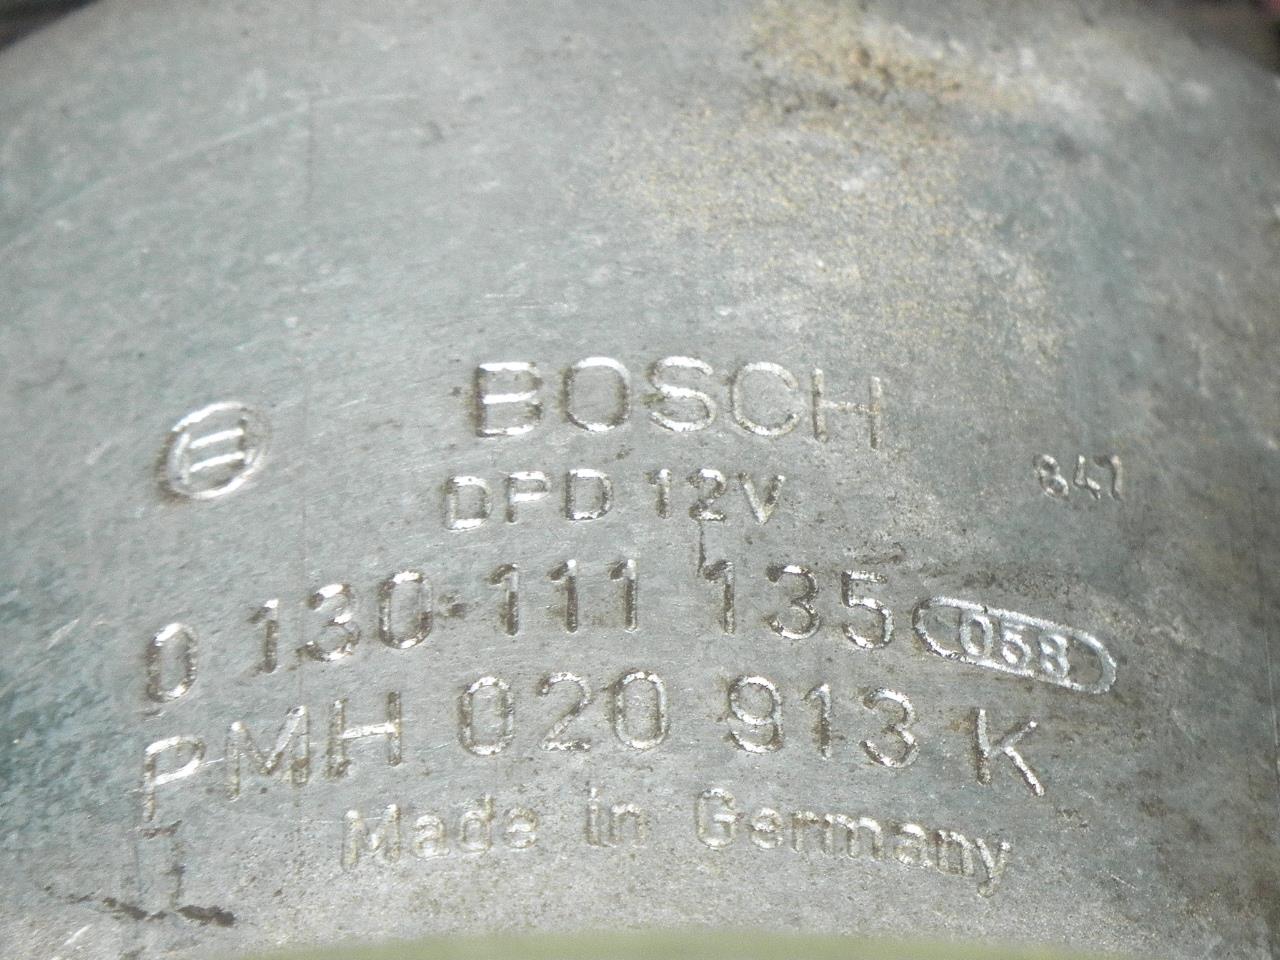 BOSCH
DPD 12V
847
0 130 111 135 058
PMH 020 913 K
Made in Germany